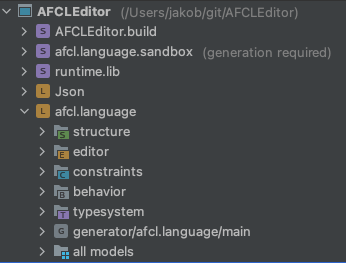 AFCLEditor (/Users/jakob/git/AFCLEditor)
S AFCLEditor.build
S afcl.language.sandbox (generation required)
S runtime.lib
L Json
L afcl.language
S structure
E editor
C constraints
B behavior
T typesystem
G generator/afcl.language/main
all models